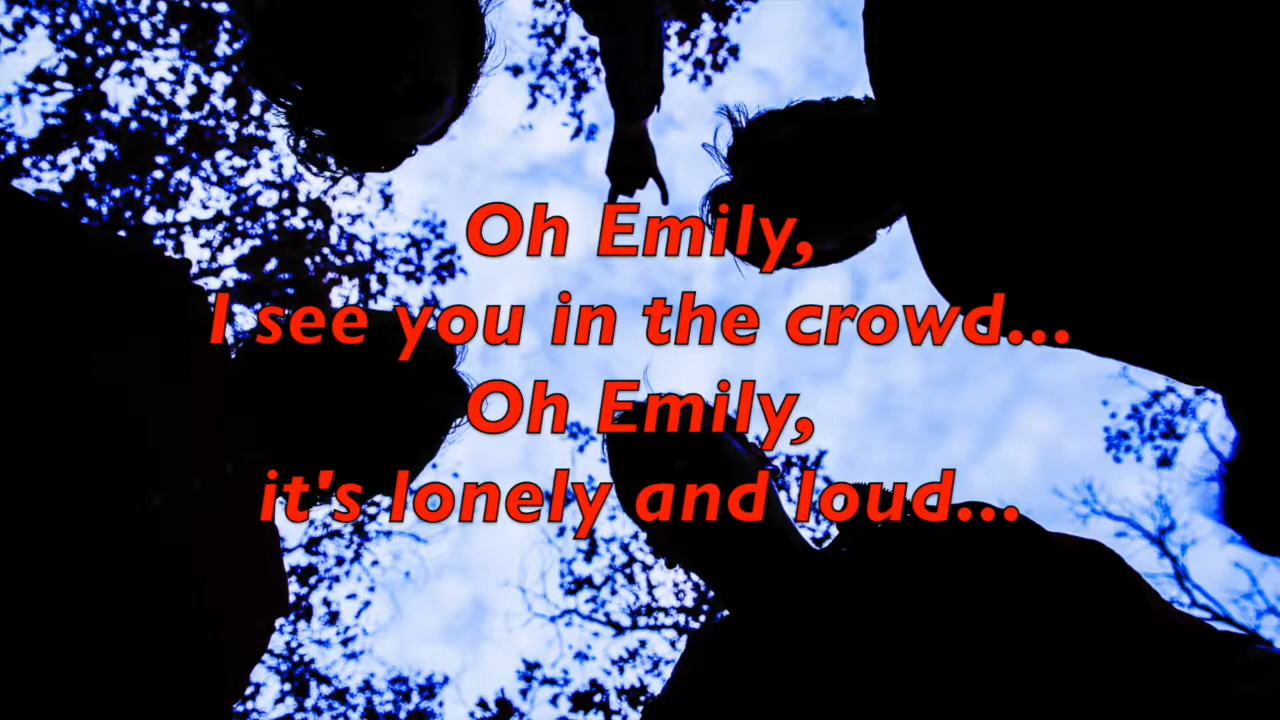 Oh Emily,
I see you in the crowd...
Oh Emily,
it's lonely and loud...